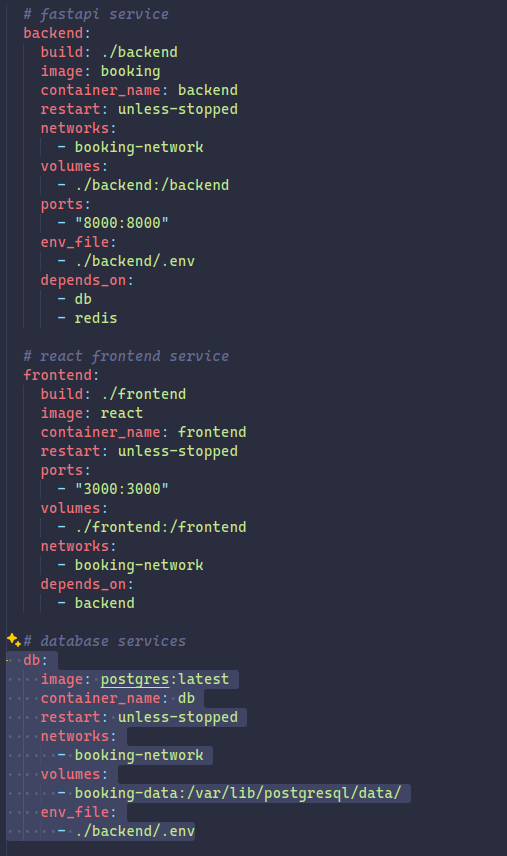 # fastapi service
backend:
build: ./backend
image: booking
container_name: backend
restart: unless-stopped
networks:
- booking-network
volumes:
- ./backend:/backend
ports:
- "8000:8000"
env_file:
- ./backend/.env
depends_on:
- db
- redis
# react frontend service
frontend:
build: ./frontend
image: react
container_name: frontend
restart: unless-stopped
ports:
- "3000:3000"
volumes:
- ./frontend:/frontend
networks:
- booking-network
depends_on:
- backend
# database services
db:
image: postgres:latest
container_name: db
restart: unless-stopped
networks:
- booking-network
volumes:
- booking-data:/var/lib/postgresql/data/
env_file:
- ./backend/.env